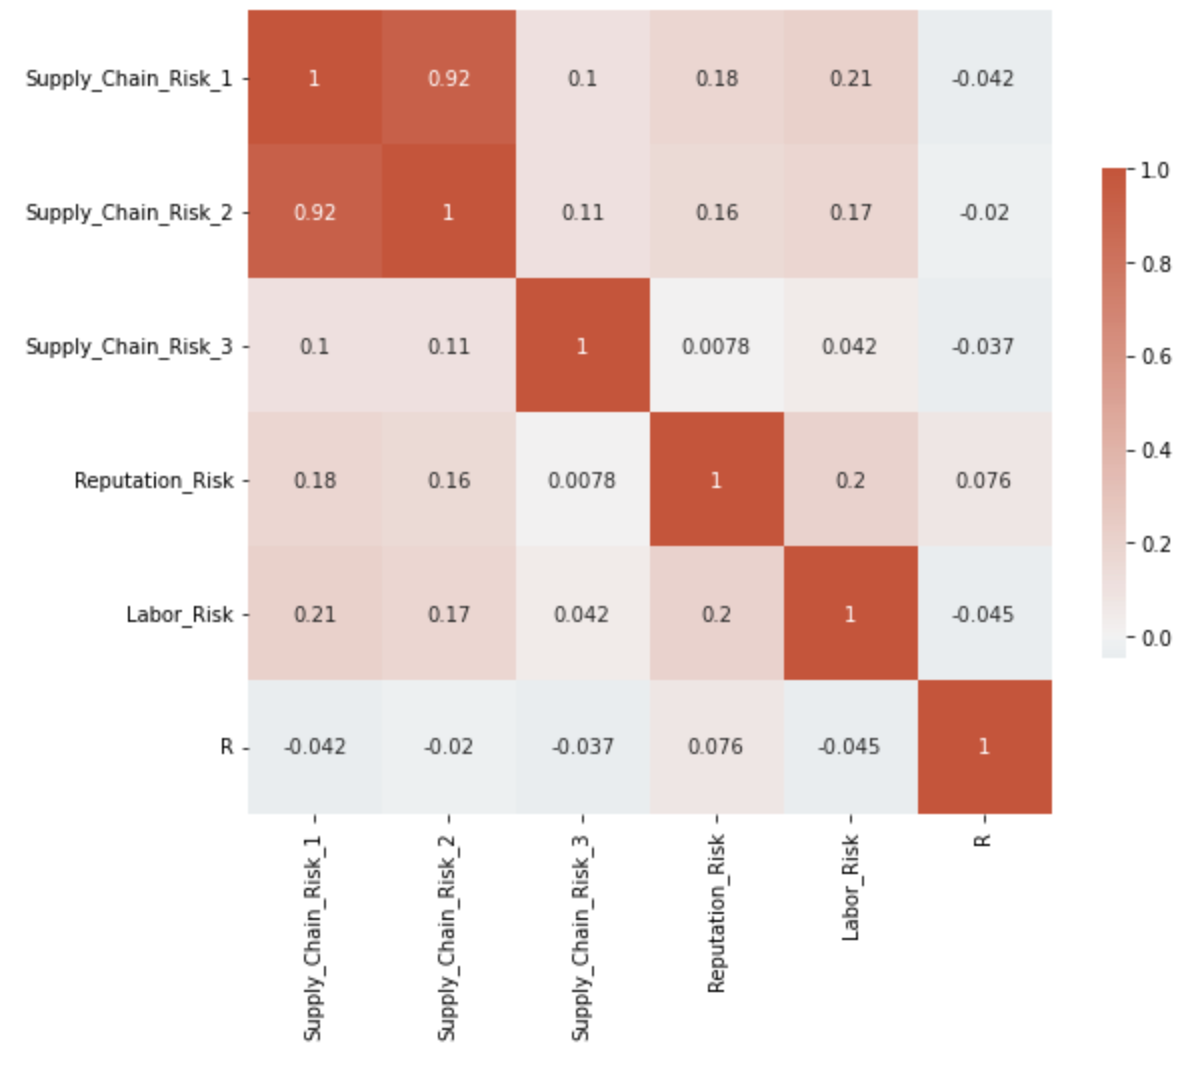 Supply_Chain_Risk_1 1 0.92 0.1 0.18 0.21 -0.042
Supply_Chain_Risk_2 0.92 1 0.11 0.16 0.17 -0.02
Supply_Chain_Risk_3 0.1 0.11 1 0.0078 0.042 -0.037
Reputation_Risk 0.18 0.16 0.0078 1 0.2 0.076
Labor_Risk 0.21 0.17 0.042 0.2 1 -0.045
R -0.042 -0.02 -0.037 0.076 -0.045 1
Supply_Chain_Risk_1
Supply_Chain_Risk_2
Supply_Chain_Risk_3
Reputation_Risk
Labor_Risk
R
1.0
0.8
0.6
0.4
0.2
0.0